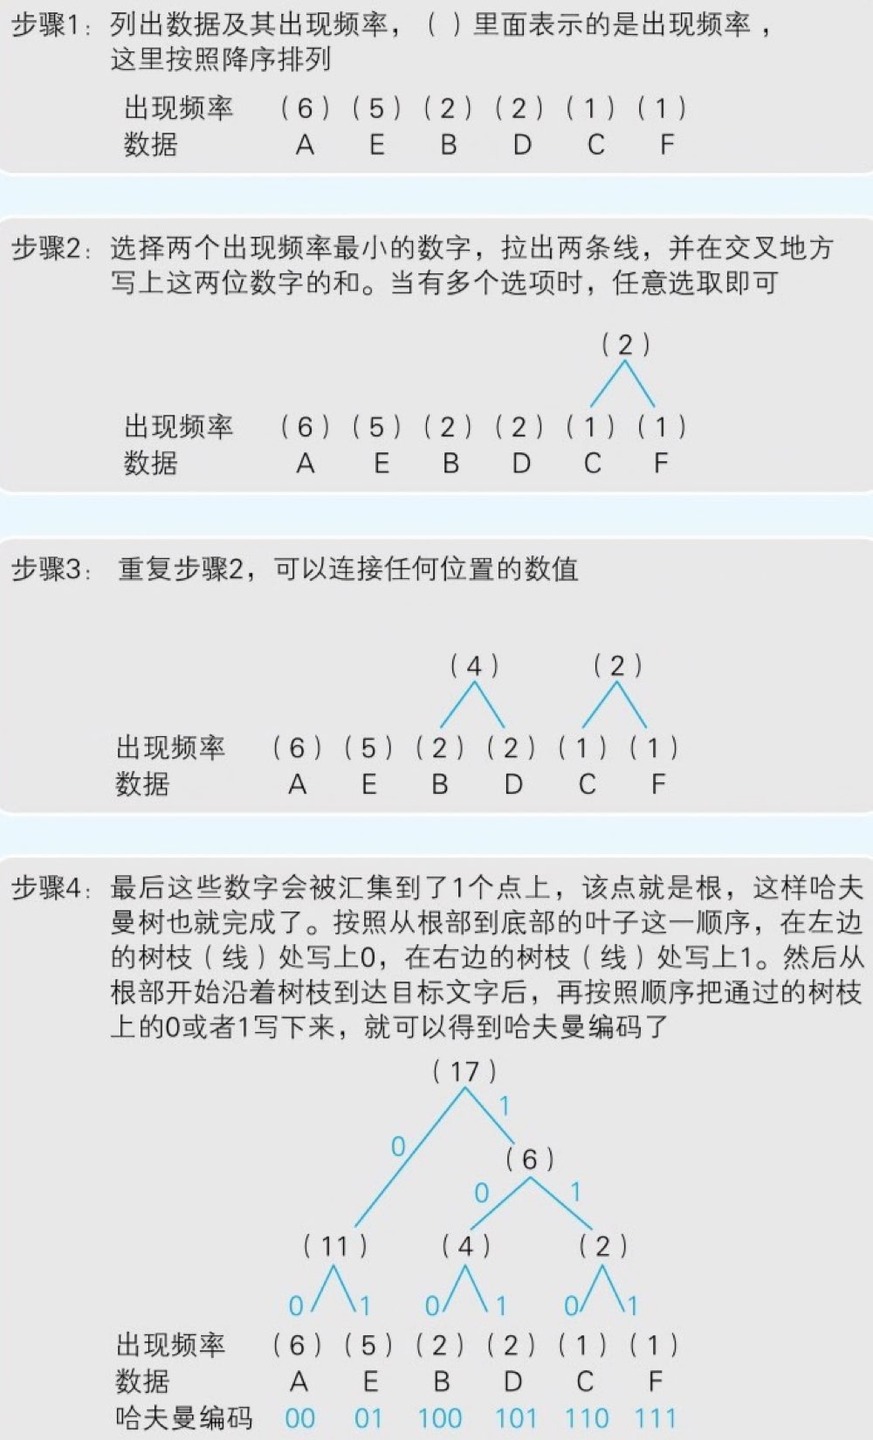 步骤1：列出数据及其出现频率，（ ）里面表示的是出现频率，
这里按照降序排列
出现频率 （6）（5）（2）（2）（1）（1）
数据 A E B D C F
步骤2：选择两个出现频率最小的数字，拉出两条线，并在交叉地方
写上这两位数字的和。当有多个选项时，任意选取即可
（2）
出现频率 （6）（5）（2）（2）（1）（1）
数据 A E B D C F
步骤3： 重复步骤2，可以连接任何位置的数值
（4） （2）
出现频率 （6）（5）（2）（2）（1）（1）
数据 A E B D C F
步骤4：最后这些数字会被汇集到了1个点上，该点就是根，这样哈夫
曼树也就完成了。按照从根部到底部的叶子这一顺序，在左边
的树枝（线）处写上0，在右边的树枝（线）处写上1。然后从
根部开始沿着树枝到达目标文字后，再按照顺序把通过的树枝
上的0或者1写下来，就可以得到哈夫曼编码了
（17）
0 1
（6）
0 1
（11） （4） （2）
0 1 0 1 0 1
出现频率 （6）（5）（2）（2）（1）（1）
数据 A E B D C F
哈夫曼编码 00 01 100 101 110 111